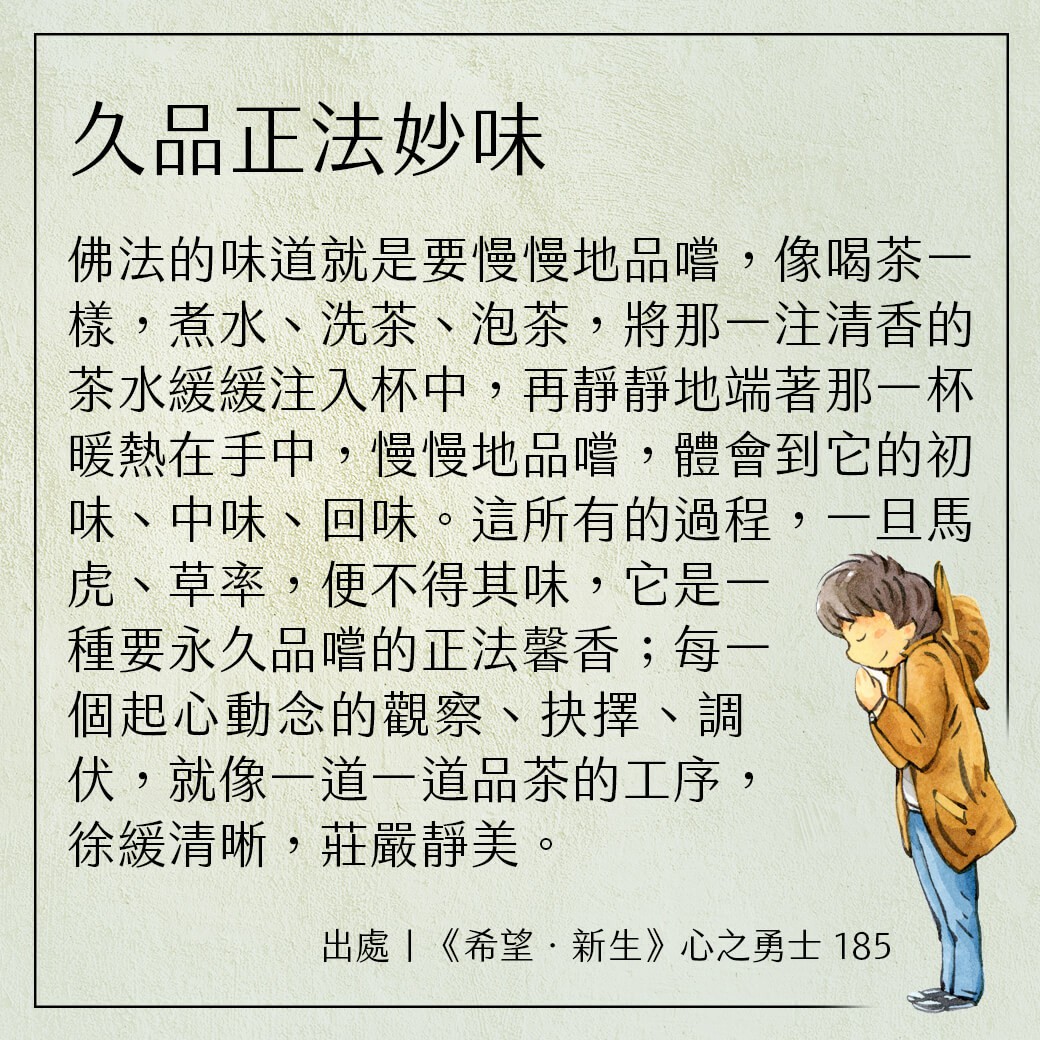 久品正法妙味
佛法的味道就是要慢慢地品嚐，像喝茶一
樣，煮水、洗茶、泡茶，將那一注清香的
茶水緩緩注入杯中，再靜靜地端著那一杯
暖熱在手中，慢慢地品嚐，體會到它的初
味、中味、回味。這所有的過程，一旦馬
虎、草率，便不得其味，它是一
種要永久品嚐的正法馨香；每一
個起心動念的觀察、抉擇、調
伏，就像一道一道品茶的工序，
徐緩清晰，莊嚴靜美。
出處｜《希望．新生》心之勇士 185